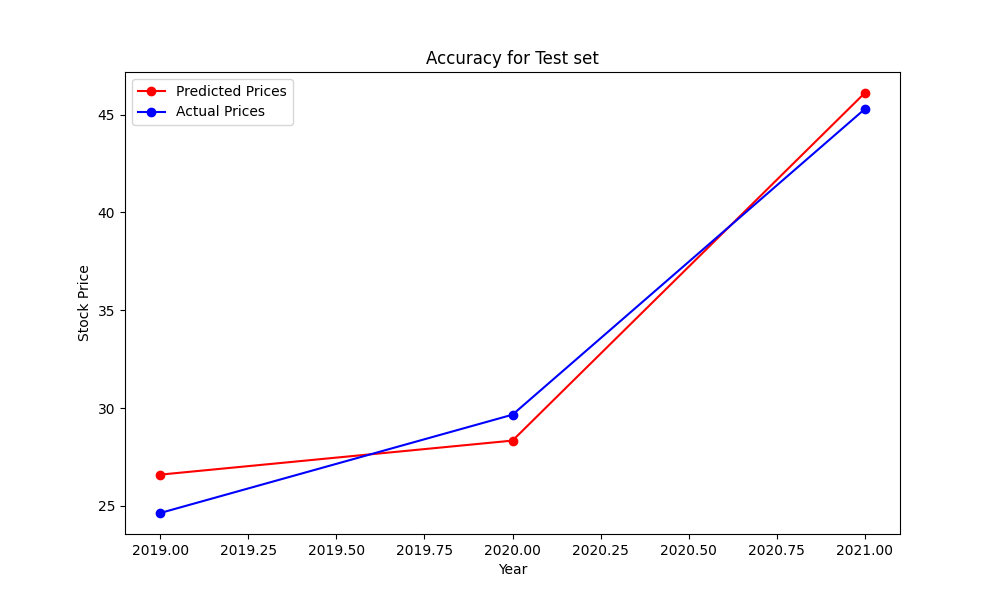 Accuracy for Test set
Predicted Prices
Actual Prices
45
40
35
30
25
Stock Price
2019.00 2019.25 2019.50 2019.75 2020.00 2020.25 2020.50 2020.75 2021.00
Year